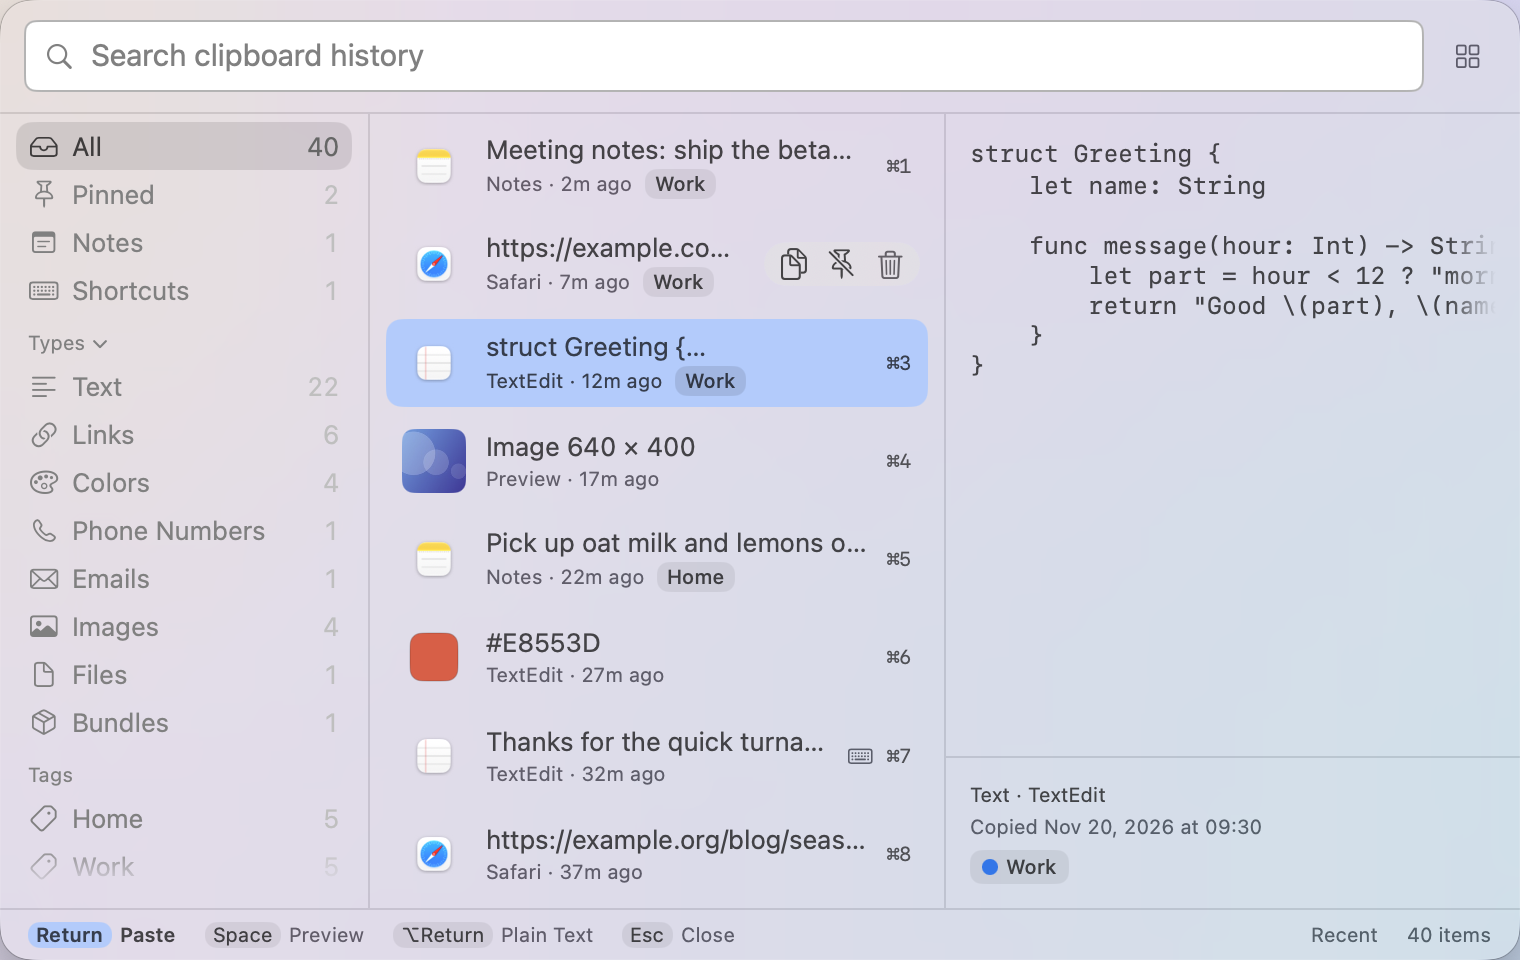 Search clipboard history
All 40
Pinned 2
Notes 1
Shortcuts 1
Types
Text 22
Links 6
Colors 4
Phone Numbers 1
Emails 1
Images 4
Files 1
Bundles 1
Tags
Home 5
Work 5
Meeting notes: ship the beta...
Notes · 2m ago Work
⌘1
https://example.co...
Safari · 7m ago Work
struct Greeting {...
TextEdit · 12m ago Work
⌘3
Image 640 × 400
Preview · 17m ago
⌘4
Pick up oat milk and lemons o...
Notes · 22m ago Home
⌘5
#E8553D
TextEdit · 27m ago
⌘6
Thanks for the quick turna...
TextEdit · 32m ago
⌘7
https://example.org/blog/seas...
Safari · 37m ago
⌘8
struct Greeting {
    let name: String
    func message(hour: Int) -> Stri
        let part = hour < 12 ? "mor
        return "Good \(part), \(name
    }
}
Text · TextEdit
Copied Nov 20, 2026 at 09:30
Work
Return Paste Space Preview ⌥Return Plain Text Esc Close
Recent 40 items